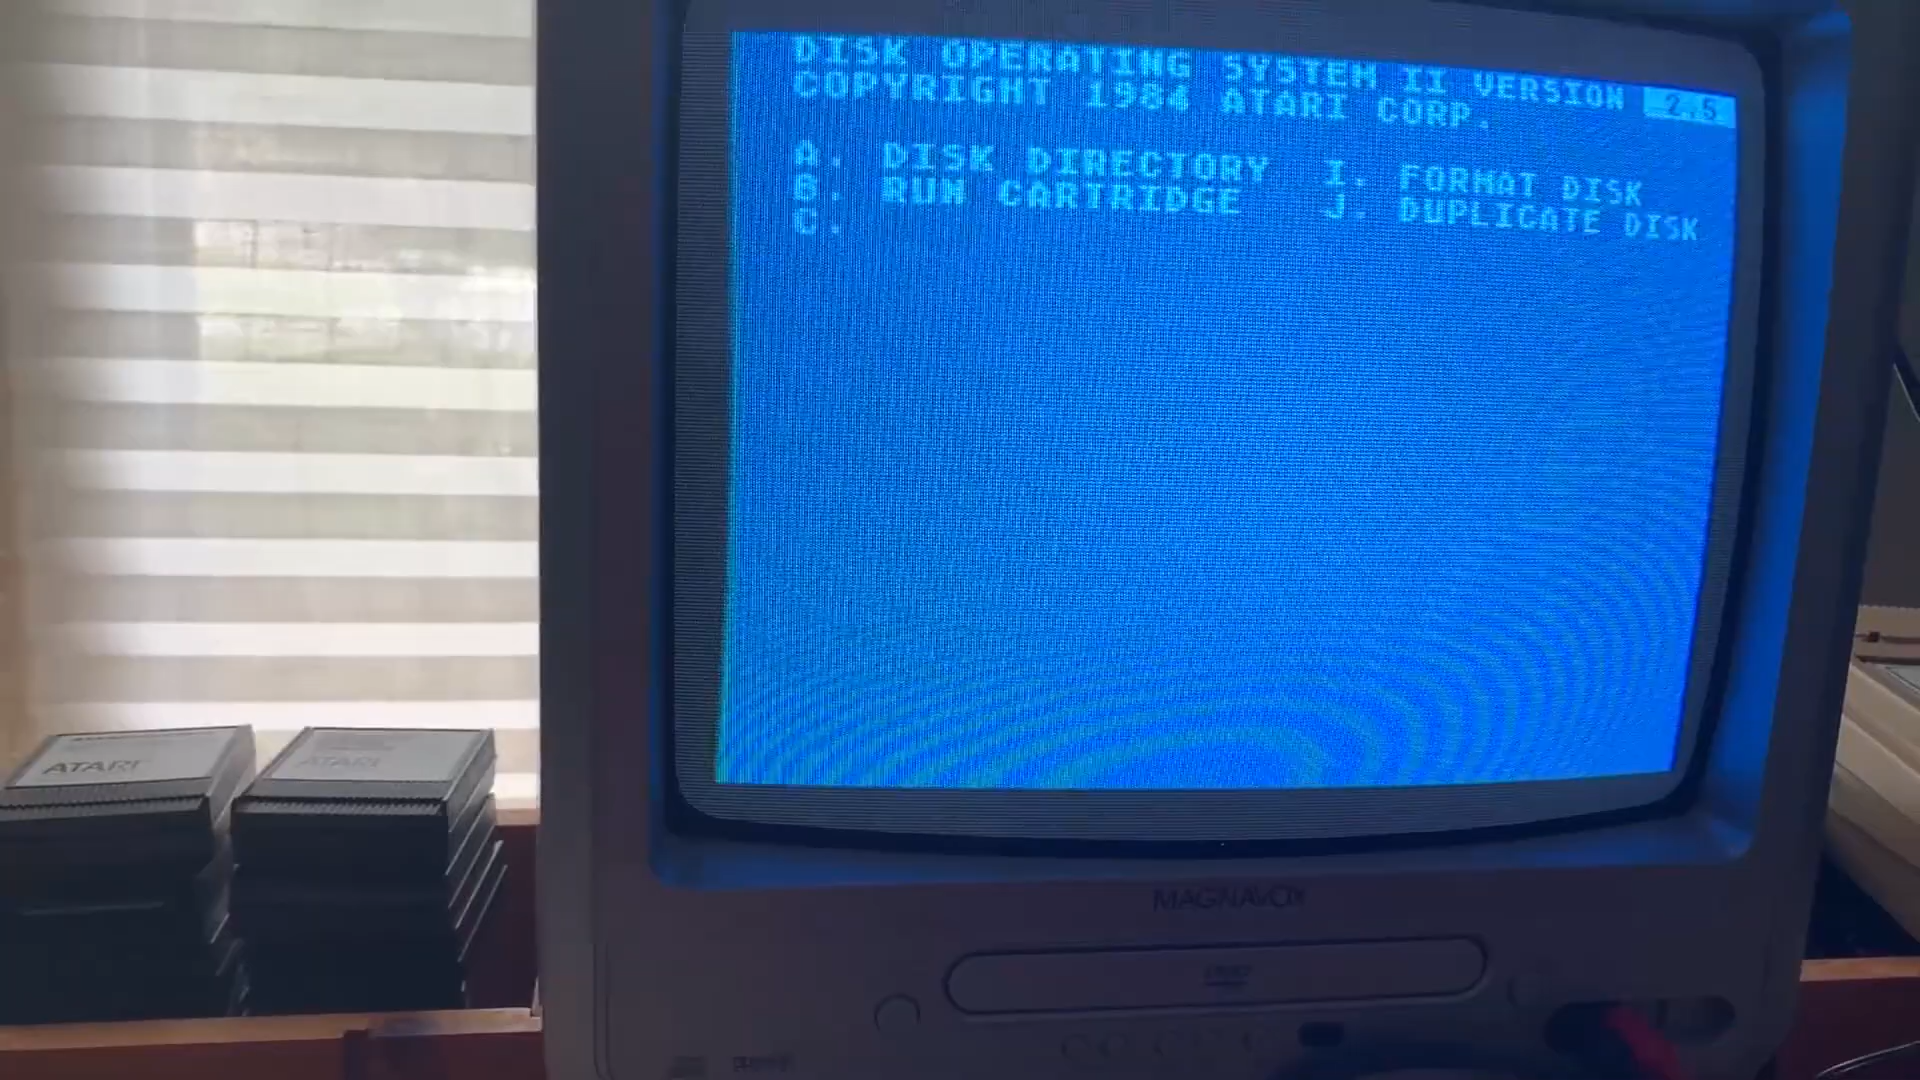 DISK OPERATING SYSTEM II VERSION 2.5
COPYRIGHT 1984 ATARI CORP.
A. DISK DIRECTORY I. FORMAT DISK
B. RUN CARTRIDGE J. DUPLICATE DISK
C.
ATARI
ATARI
MAGNAVOX